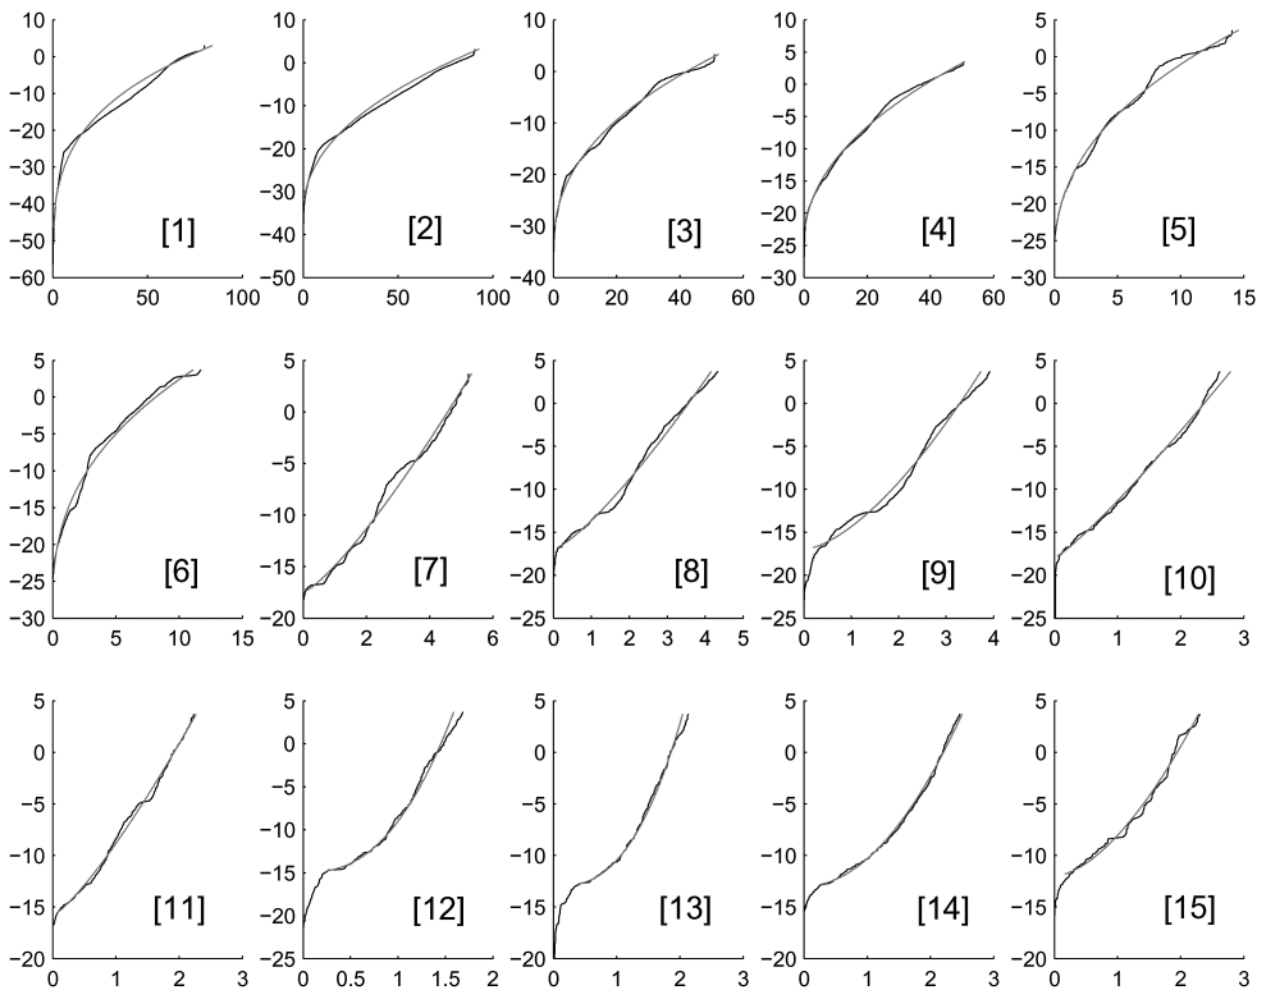 10 10 10 10 5
0 0 0 5 0
−10 −10 −10 0 −5
−20 −20 −20 −5 −10
−30 −30 −30 −10 −15
−40 −40 −40 −15 −20
−50 −50 −20 −25
−60 −25 −30
−30
[1] [2] [3] [4] [5]
0 50 100 0 50 100 0 20 40 60 0 20 40 60 0 5 10 15
5 5 5 5 5
0 0 0 0 0
−5 −5 −5 −5 −5
−10 −10 −10 −10 −10
−15 −15 −15 −15 −15
−20 −20 −20 −20 −20
−25 −25 −25 −25
−30
[6] [7] [8] [9] [10]
0 5 10 15 0 2 4 6 0 1 2 3 4 5 0 1 2 3 4 0 1 2 3
5 5 5 5 5
0 0 0 0 0
−5 −5 −5 −5 −5
−10 −10 −10 −10 −10
−15 −15 −15 −15 −15
−20 −20 −20 −20 −20
−25
[11] [12] [13] [14] [15]
0 1 2 3 0 0.5 1 1.5 2 0 1 2 3 0 1 2 3 0 1 2 3